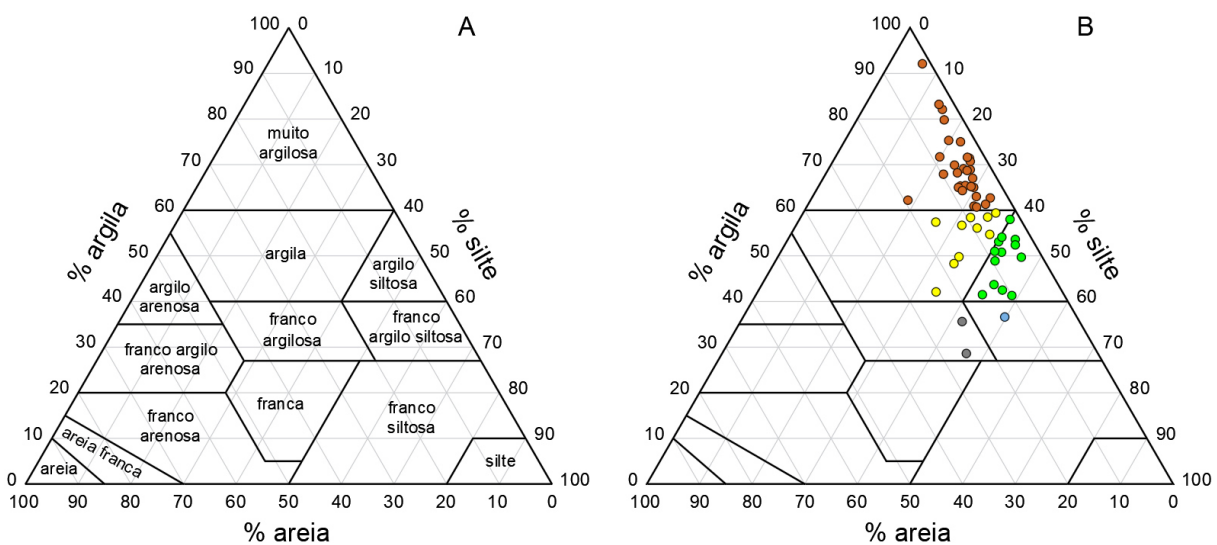 A
100 0
90 10
80 20
muito
argilosa
70 30
60 40
% argila
% silte
50 50
argila
argilo
siltosa
argilo
arenosa
40 60
franco
argilosa
franco
argilo siltosa
30 70
franco argilo
arenosa
20 80
franca
franco
arenosa
franco
siltosa
10 90
areia franca
areia
silte
0 100
100 90 80 70 60 50 40 30 20 10 0
% areia
B
100 0
90 10
80 20
70 30
60 40
% argila
% silte
50 50
40 60
30 70
20 80
10 90
0 100
100 90 80 70 60 50 40 30 20 10 0
% areia